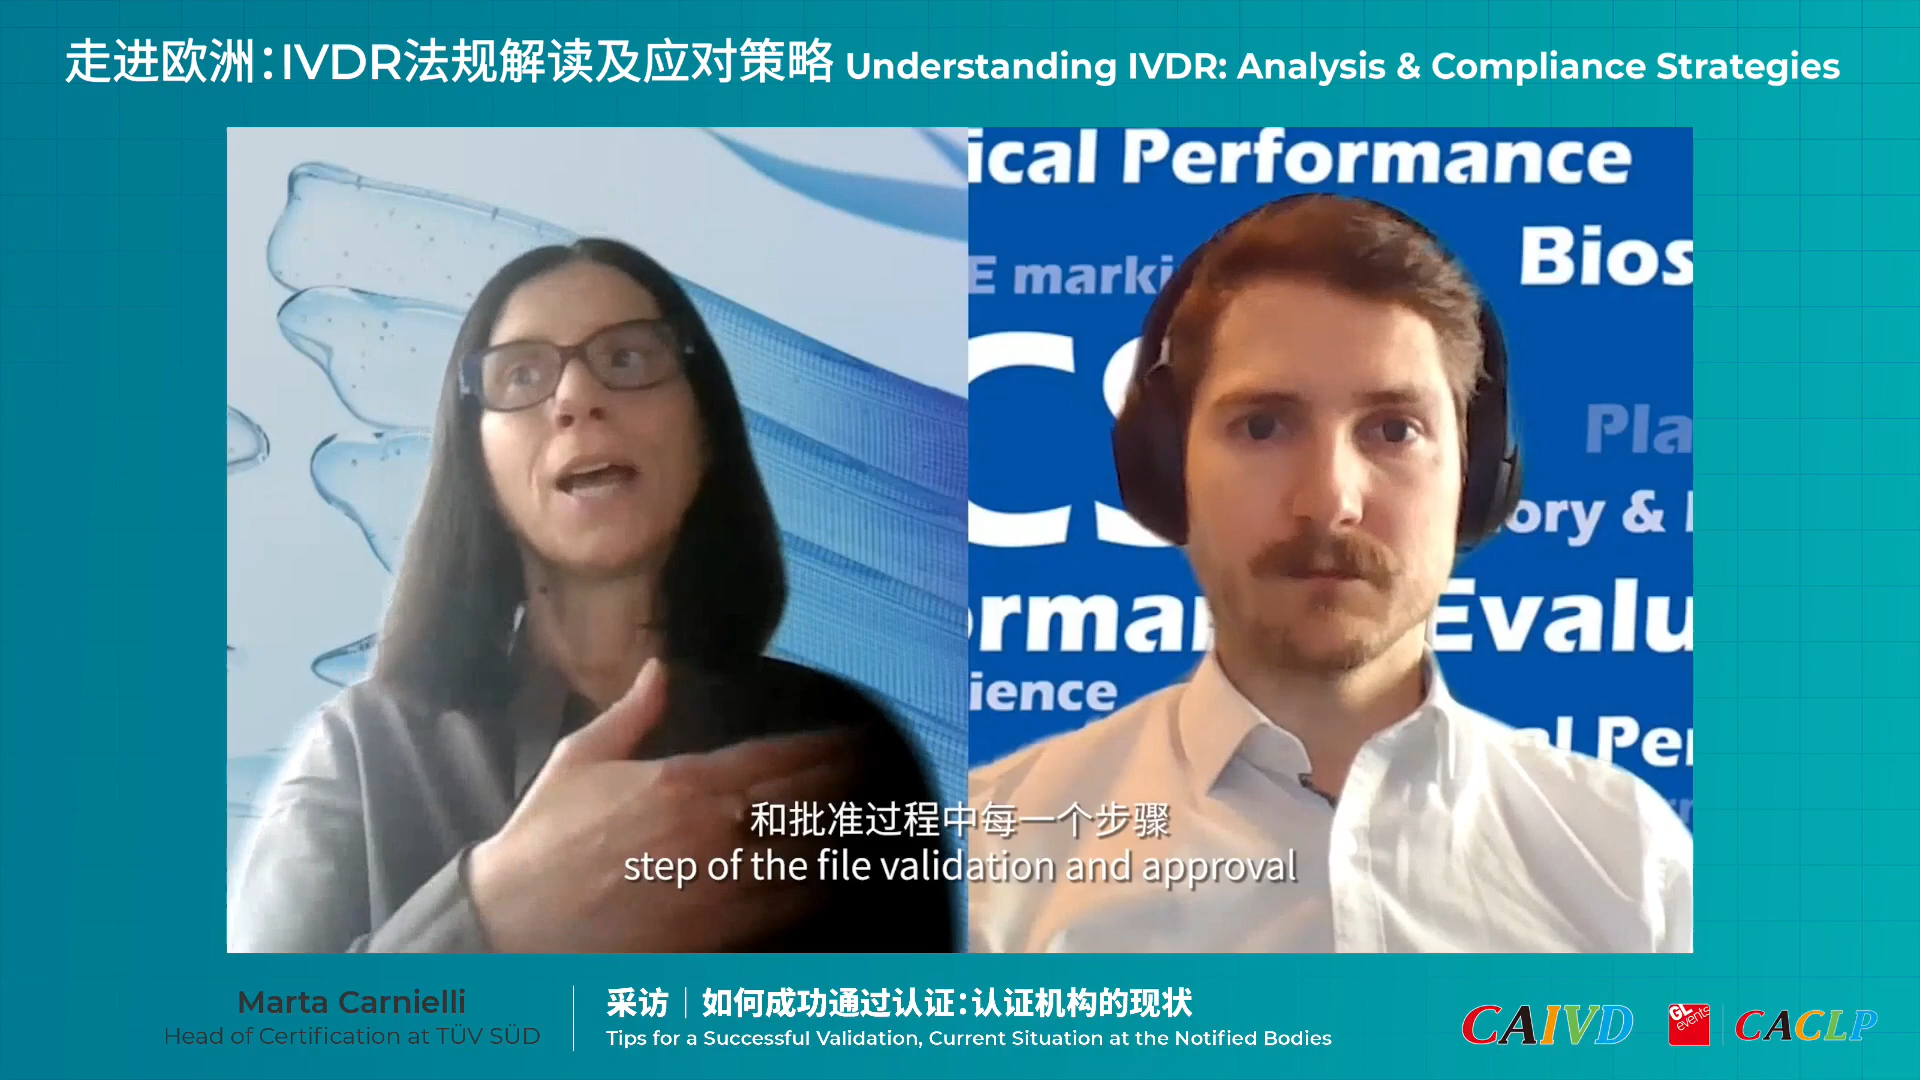 走进欧洲：IVDR法规解读及应对策略 Understanding IVDR: Analysis & Compliance Strategies
ical Performance
Bios
E marki
CS
Pla
ory &
rma Evalu
ience
al Per
和批准过程中每一个步骤
step of the file validation and approval
Marta Carnielli
Head of Certification at TÜV SÜD
采访｜如何成功通过认证：认证机构的现状
Tips for a Successful Validation, Current Situation at the Notified Bodies
CAIVD
GL events
CACLP